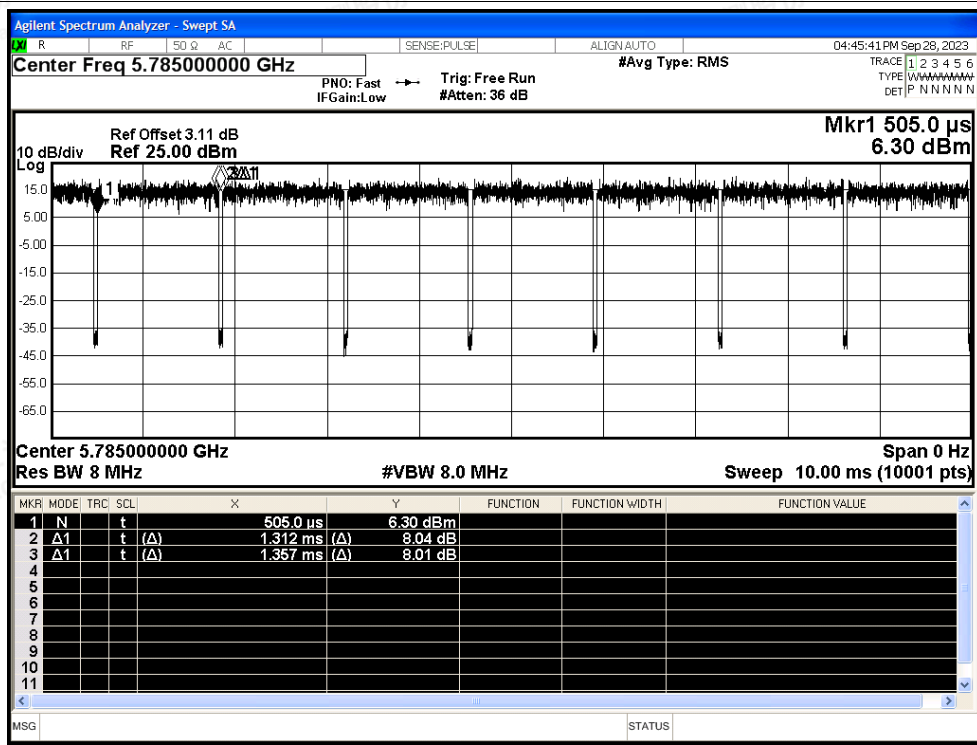 Agilent Spectrum Analyzer - Swept SA
LXI R RF 50 Ω AC SENSE:PULSE ALIGN AUTO 04:45:41 PM Sep 28, 2023
Center Freq 5.785000000 GHz
PNO: Fast
IFGain:Low
Trig: Free Run
#Atten: 36 dB
#Avg Type: RMS
TRACE 1 2 3 4 5 6
TYPE
DET P N N N N N
Mkr1 505.0 µs
6.30 dBm
Ref Offset 3.11 dB
10 dB/div Ref 25.00 dBm
Log
15.0
5.00
-5.00
-15.0
-25.0
-35.0
-45.0
-55.0
-65.0
1
Center 5.785000000 GHz Span 0 Hz
Res BW 8 MHz #VBW 8.0 MHz Sweep 10.00 ms (10001 pts)
MKR MODE TRC SCL X Y FUNCTION FUNCTION WIDTH FUNCTION VALUE
1 N t 505.0 µs 6.30 dBm
2 Δ1 t (Δ) 1.312 ms (Δ) 8.04 dB
3 Δ1 t (Δ) 1.357 ms (Δ) 8.01 dB
4
5
6
7
8
9
10
11
MSG STATUS